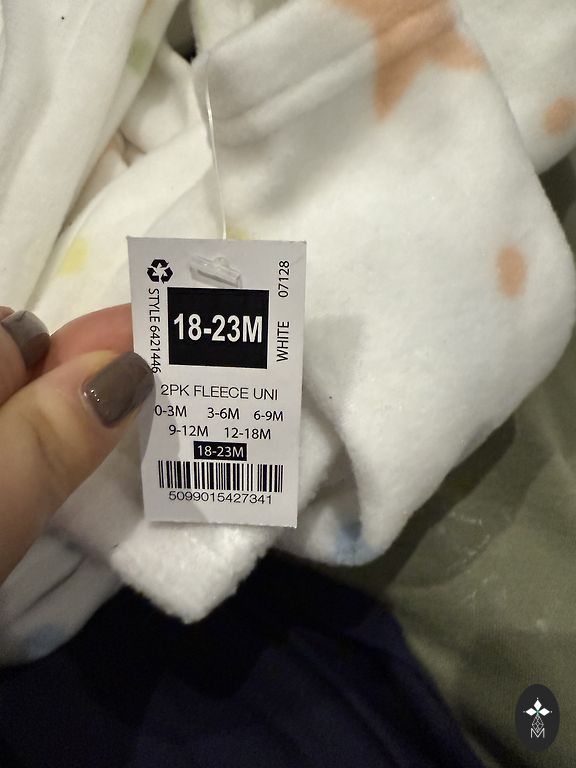 STYLE 6421446
18-23M
WHITE 07128
2PK FLEECE UNI
0-3M 3-6M 6-9M
9-12M 12-18M
18-23M
5099015427341
M